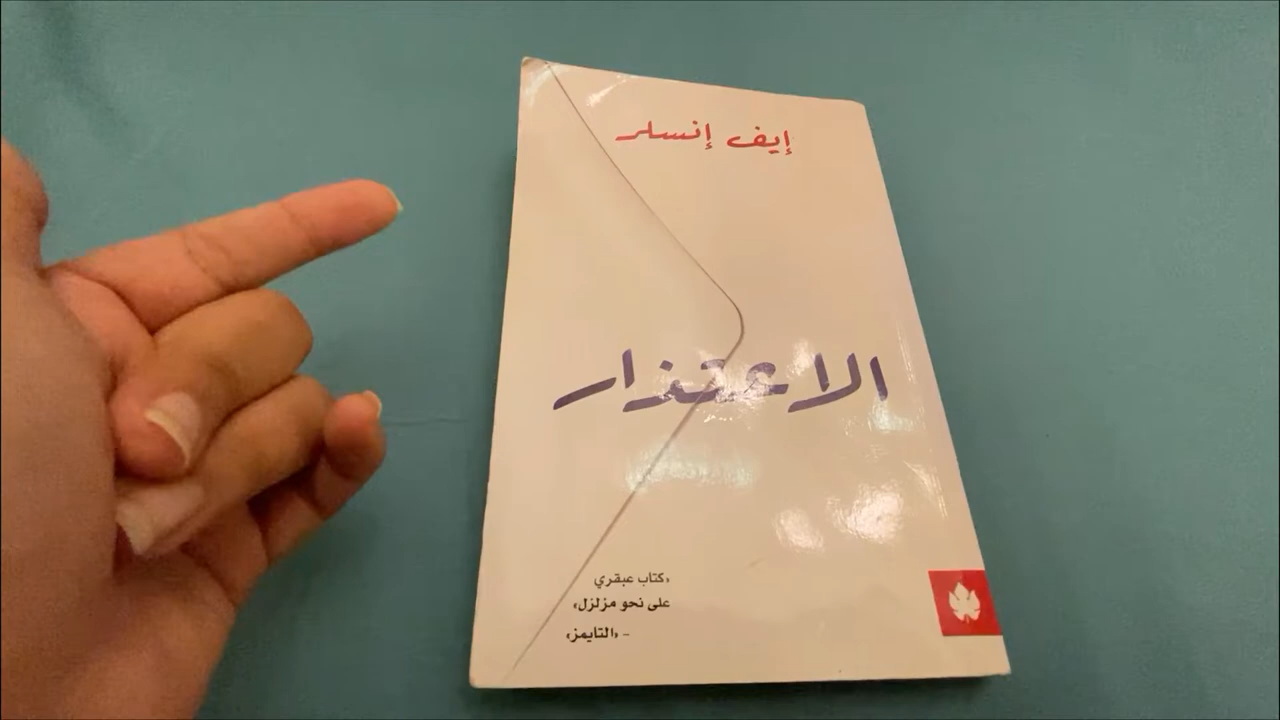 إيف إنسلر
الاعتذار
«كتاب عبقري
على نحو مزلزل»
- «التايمز»